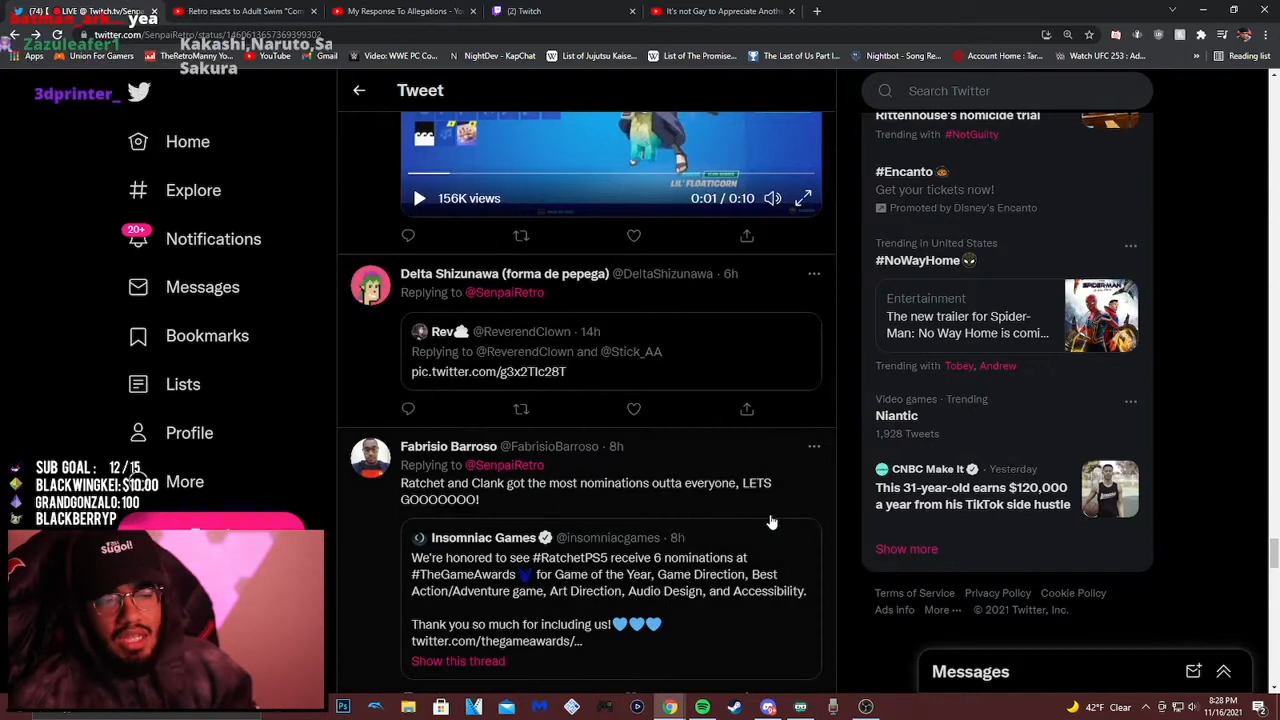 batman_ark... yea
Zazuleafer1 Kakashi,Naruto,Sa
Sakura
3dprinter_
(74) LIVE @ Twitch
Retro reacts to Adult Swim "Com
My Response To Allegations - Yo
(2) Twitch
It's not Gay to Appreciate Anoth
twitter.com/SenpaiRetro/status/1460613657369399302
Apps
Union For Gamers
TheRetroManny Yo...
YouTube
Gmail
Video: WWE PC Com...
NightDev - KapChat
List of Jujutsu Kaise...
List of The Promise...
The Last of Us Part...
Nightbot - Song Re...
Account Home : Tar...
Watch UFC 253 : Ad...
Reading list
Home
Explore
20+
Notifications
Messages
Bookmarks
Lists
Profile
More
SUB GOAL : 12 / 15
BLACKWINGKEI: $10.00
GRANDGONZALO: 100
BLACKBERRYP
sugoi!
Tweet
LIL' FLOATICORN
156K views
0:01 / 0:10
Delta Shizunawa (forma de pepega) @DeltaShizunawa · 6h
Replying to @SenpaiRetro
Rev @ReverendClown · 14h
Replying to @ReverendClown and @Stick_AA
pic.twitter.com/g3x2TIc28T
Fabrisio Barroso @FabrisioBarroso · 8h
Replying to @SenpaiRetro
Ratchet and Clank got the most nominations outta everyone, LETS
GOOOOOOO!
Insomniac Games @insomniacgames · 8h
We're honored to see #RatchetPS5 receive 6 nominations at
#TheGameAwards for Game of the Year, Game Direction, Best
Action/Adventure game, Art Direction, Audio Design, and Accessibility.
Thank you so much for including us!
twitter.com/thegameawards/...
Show this thread
Search Twitter
Rittenhouse's homicide trial
Trending with #NotGuilty
#Encanto
Get your tickets now!
Promoted by Disney's Encanto
Trending in United States
#NoWayHome
Entertainment
The new trailer for Spider-
Man: No Way Home is comi...
Trending with Tobey, Andrew
Video games · Trending
Niantic
1,928 Tweets
CNBC Make It · Yesterday
This 31-year-old earns $120,000
a year from his TikTok side hustle
Show more
Terms of Service Privacy Policy Cookie Policy
Ads info More ··· © 2021 Twitter, Inc.
Messages
42°F Clear
8:28 PM
11/16/2021